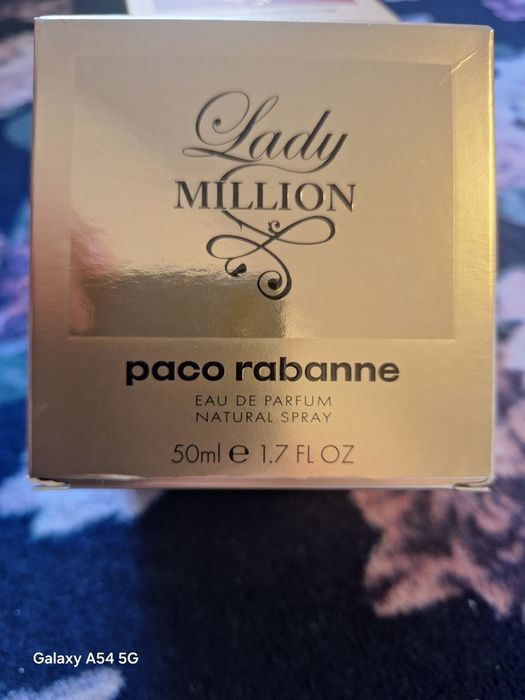 Lady
MILLION
paco rabanne
EAU DE PARFUM
NATURAL SPRAY
50ml ℮ 1.7 FL OZ
Galaxy A54 5G